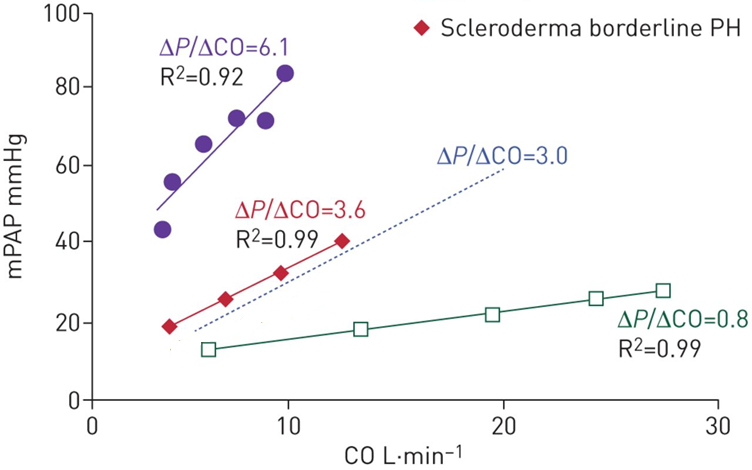 100
80
60
40
20
0
mPAP mmHg
0
10
20
30
CO L·min⁻¹
Scleroderma borderline PH
ΔP/ΔCO=6.1
R²=0.92
ΔP/ΔCO=3.0
ΔP/ΔCO=3.6
R²=0.99
ΔP/ΔCO=0.8
R²=0.99